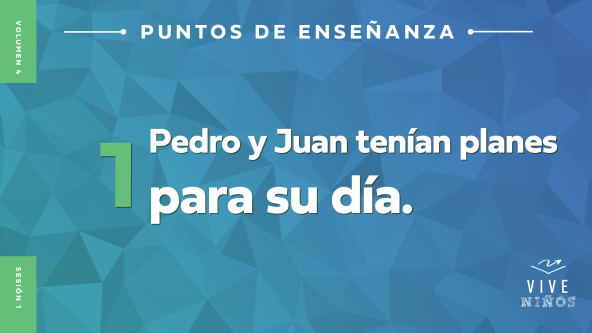 VOLUMEN 4
PUNTOS DE ENSEÑANZA
1
Pedro y Juan tenían planes
para su día.
SESIÓN 1
VIVE
NIÑOS